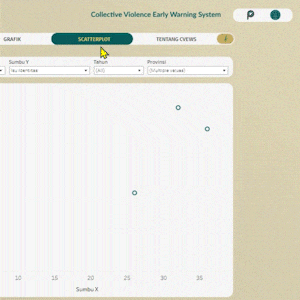 Collective Violence Early Warning System
GRAFIK SCATTERPLOT TENTANG CVEWS i
Sumbu Y Tahun Provinsi
(All) (Multiple values)
10 15 20 25 30 35
Sumbu X